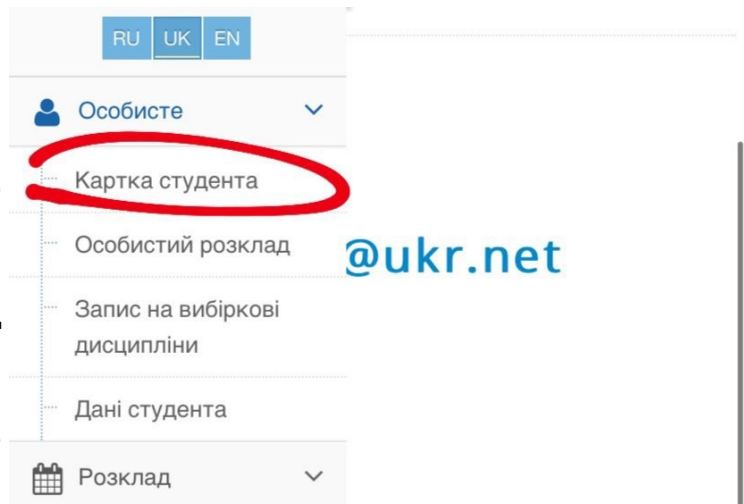 RU UK EN
Особисте
Картка студента
Особистий розклад
@ukr.net
Запис на вибіркові
дисципліни
Дані студента
Розклад